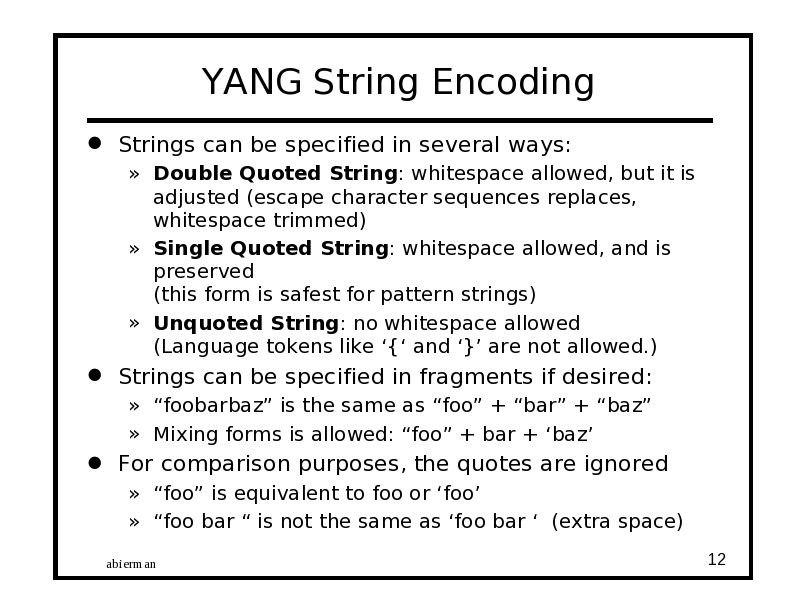 YANG String Encoding
● Strings can be specified in several ways:
» Double Quoted String: whitespace allowed, but it is
adjusted (escape character sequences replaces,
whitespace trimmed)
» Single Quoted String: whitespace allowed, and is
preserved
(this form is safest for pattern strings)
» Unquoted String: no whitespace allowed
(Language tokens like ‘{‘ and ‘}’ are not allowed.)
● Strings can be specified in fragments if desired:
» “foobarbaz” is the same as “foo” + “bar” + “baz”
» Mixing forms is allowed: “foo” + bar + ‘baz’
● For comparison purposes, the quotes are ignored
» “foo” is equivalent to foo or ‘foo’
» “foo bar “ is not the same as ‘foo bar ‘  (extra space)
abierman
12